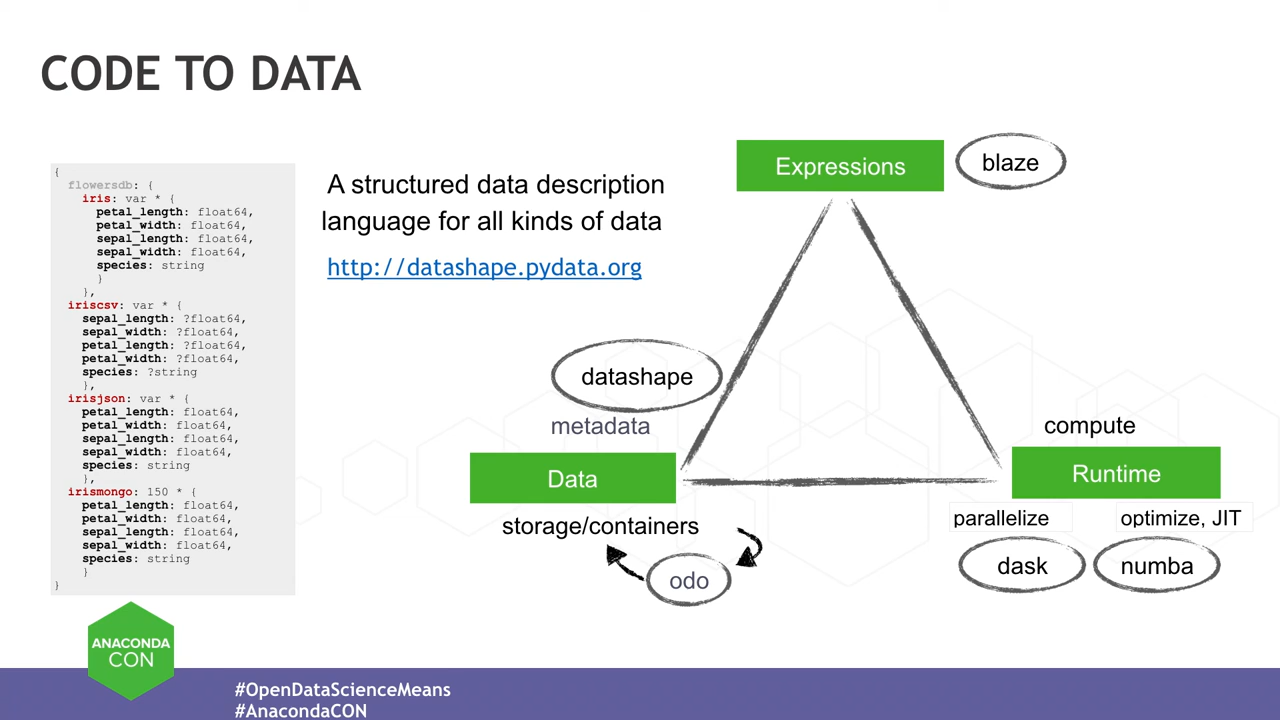 CODE TO DATA
{
flowersdb: {
iris: var * {
petal_length: float64,
petal_width: float64,
sepal_length: float64,
sepal_width: float64,
species: string
}
},
iriscsv: var * {
sepal_length: ?float64,
sepal_width: ?float64,
petal_length: ?float64,
petal_width: ?float64,
species: ?string
},
irisjson: var * {
petal_length: float64,
petal_width: float64,
sepal_length: float64,
sepal_width: float64,
species: string
},
irismongo: 150 * {
petal_length: float64,
petal_width: float64,
sepal_length: float64,
sepal_width: float64,
species: string
}
}
A structured data description
language for all kinds of data
http://datashape.pydata.org
Expressions
blaze
datashape
metadata
Data
storage/containers
odo
compute
Runtime
parallelize
optimize, JIT
dask
numba
ANACONDA
CON
#OpenDataScienceMeans
#AnacondaCON